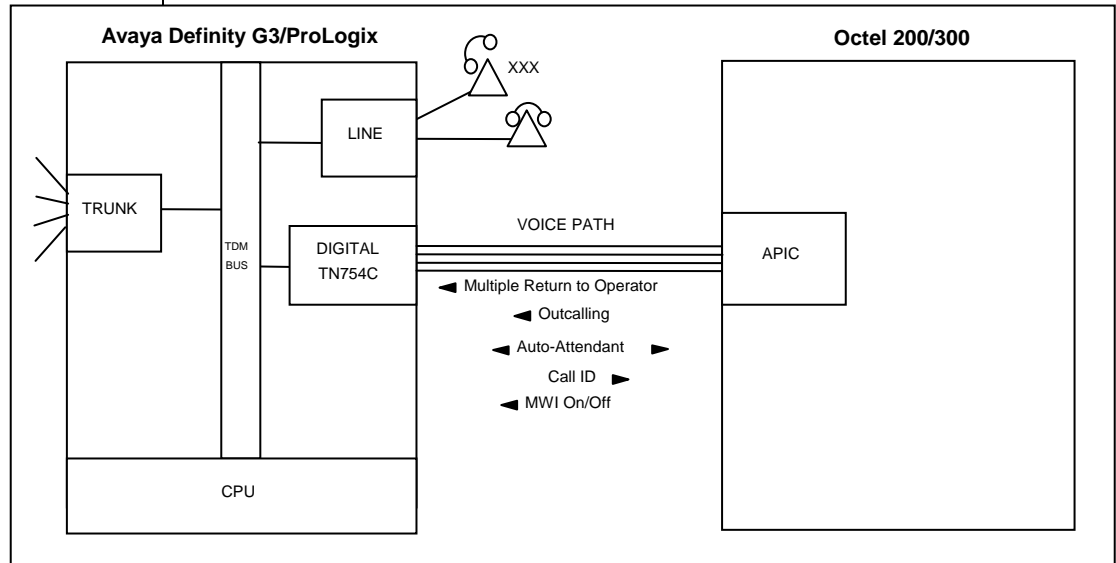 Avaya Definity G3/ProLogix
Octel 200/300
XXX
LINE
TRUNK
VOICE PATH
TDM
BUS
DIGITAL
TN754C
APIC
Multiple Return to Operator
Outcalling
Auto-Attendant
Call ID
MWI On/Off
CPU